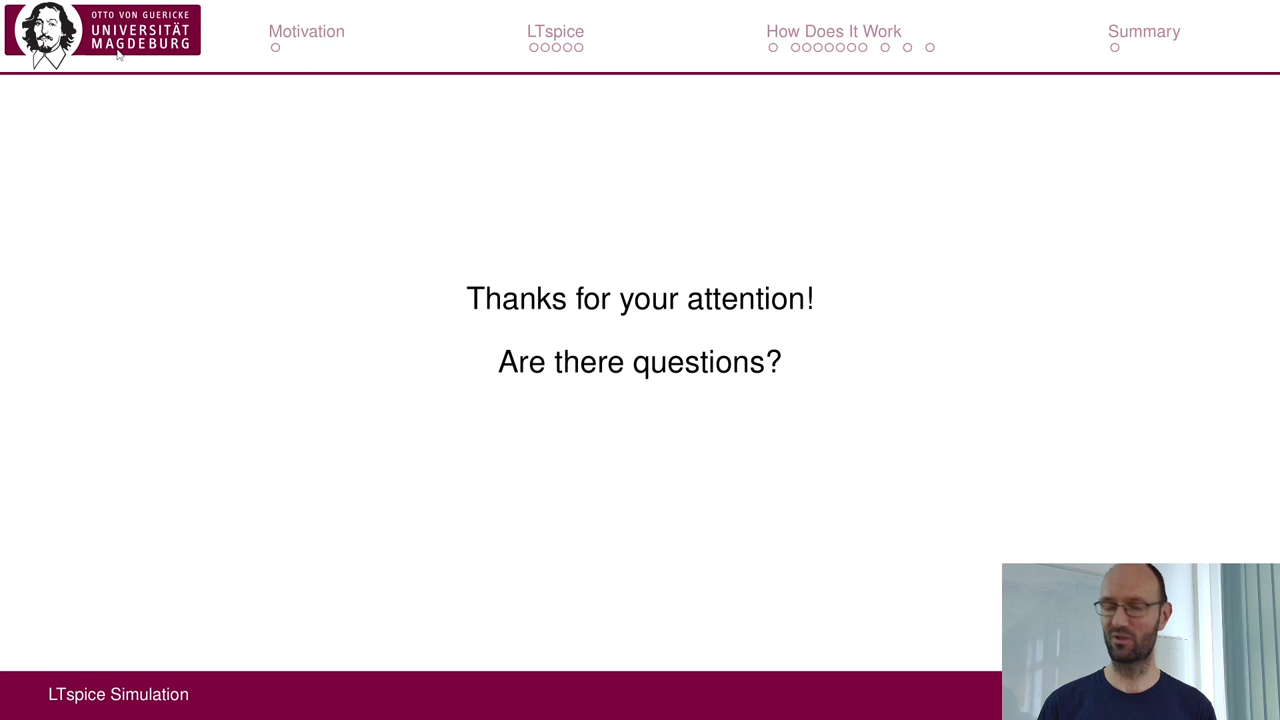 OTTO VON GUERICKE
UNIVERSITÄT
MAGDEBURG
Motivation
LTspice
How Does It Work
Summary
Thanks for your attention!
Are there questions?
LTspice Simulation